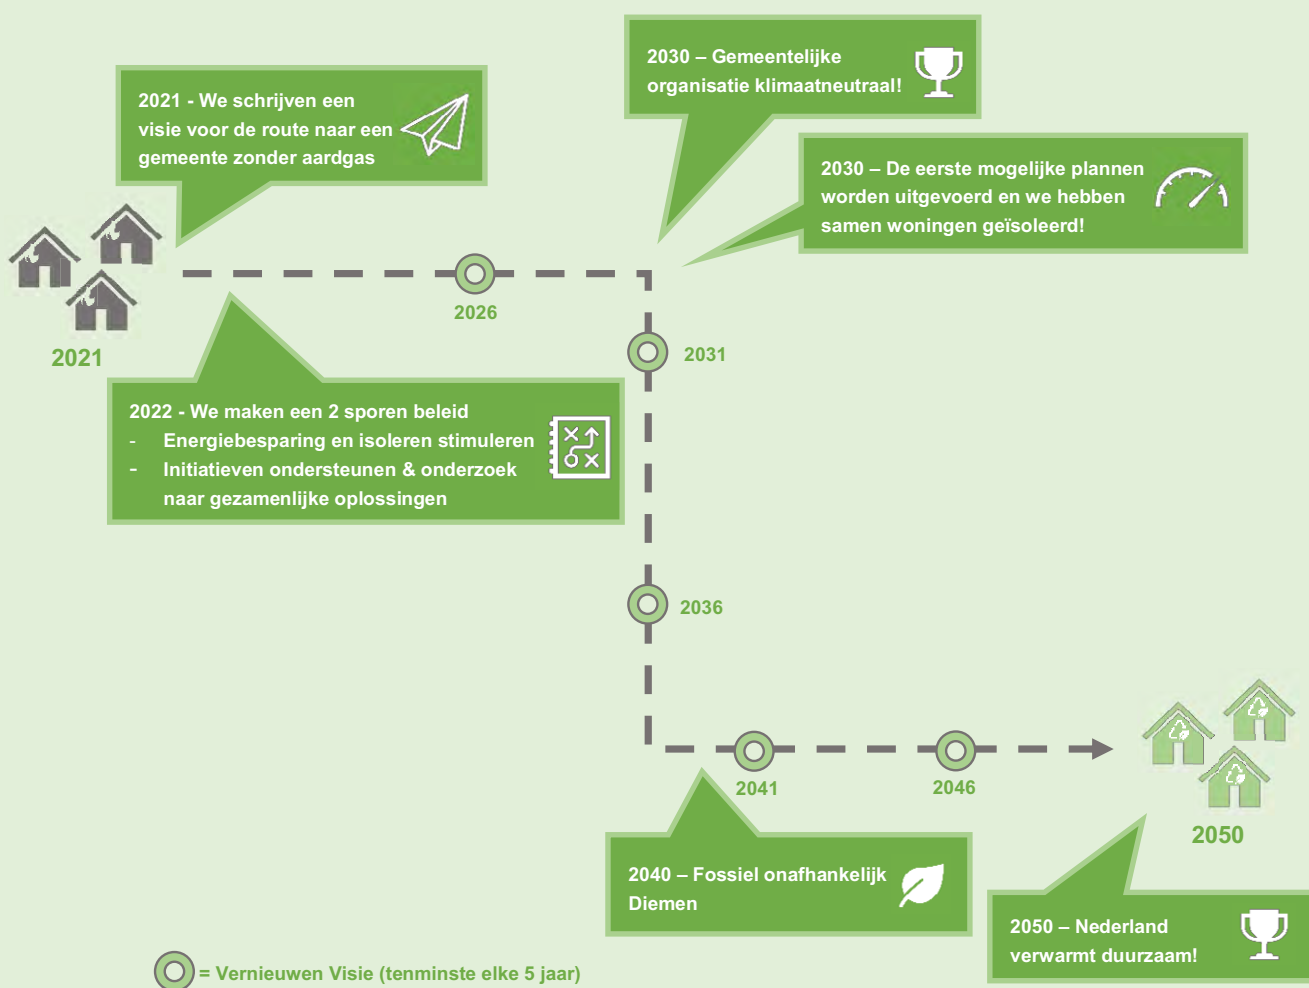 2030 – Gemeentelijke
organisatie klimaatneutraal!
2021 - We schrijven een
visie voor de route naar een
gemeente zonder aardgas
2030 – De eerste mogelijke plannen
worden uitgevoerd en we hebben
samen woningen geïsoleerd!
2026
2021
2031
2022 - We maken een 2 sporen beleid
- Energiebesparing en isoleren stimuleren
- Initiatieven ondersteunen & onderzoek
naar gezamenlijke oplossingen
2036
2041
2046
2050
2040 – Fossiel onafhankelijk
Diemen
2050 – Nederland
verwarmt duurzaam!
= Vernieuwen Visie (tenminste elke 5 jaar)